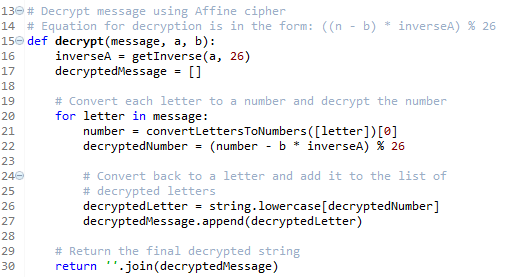 13 # Decrypt message using Affine cipher
14 # Equation for decryption is in the form: ((n - b) * inverseA) % 26
15 def decrypt(message, a, b):
16     inverseA = getInverse(a, 26)
17     decryptedMessage = []
18
19     # Convert each letter to a number and decrypt the number
20     for letter in message:
21         number = convertLettersToNumbers([letter])[0]
22         decryptedNumber = (number - b * inverseA) % 26
23
24         # Convert back to a letter and add it to the list of
25         # decrypted letters
26         decryptedLetter = string.lowercase[decryptedNumber]
27         decryptedMessage.append(decryptedLetter)
28
29     # Return the final decrypted string
30     return ''.join(decryptedMessage)